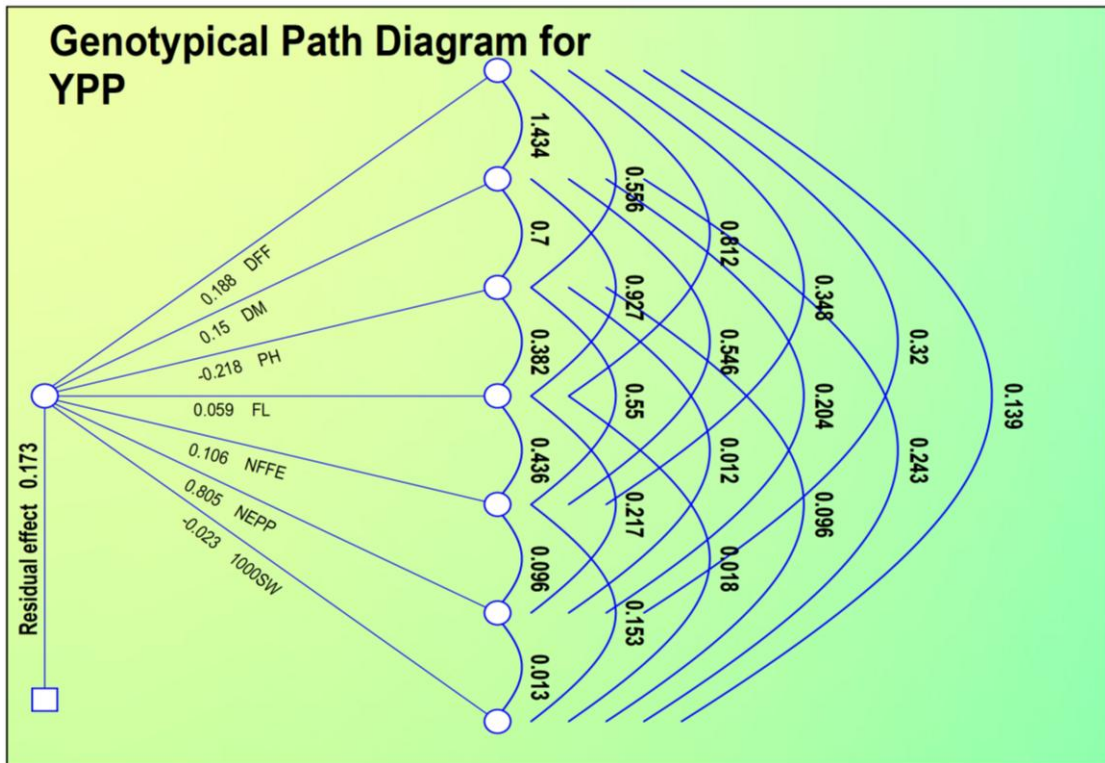 Genotypical Path Diagram for
YPP
0.188 DFF
0.15 DM
-0.218 PH
0.059 FL
0.106 NFFE
0.805 NEPP
-0.023 1000SW
Residual effect 0.173
1.434
0.7
0.382
0.436
0.096
0.013
0.556
0.927
0.55
0.217
0.153
0.812
0.546
0.012
0.018
0.348
0.204
0.096
0.32
0.243
0.139